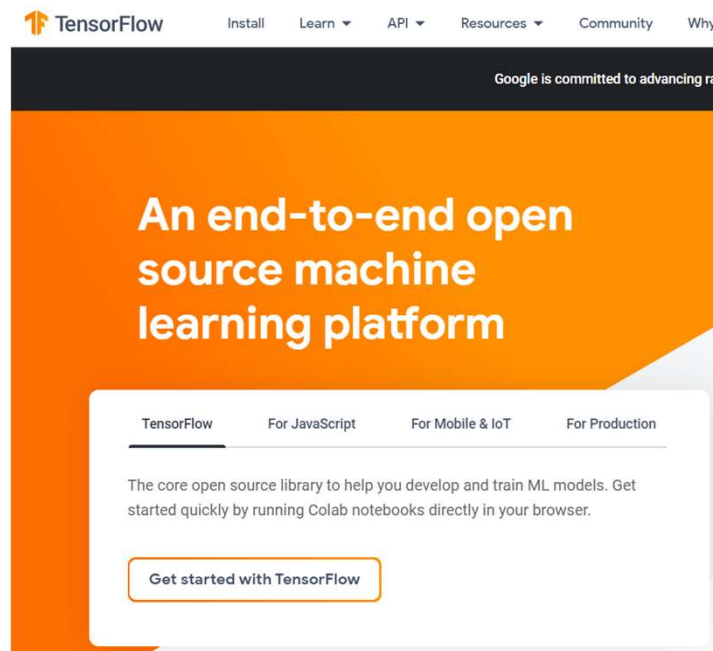 TensorFlow Install Learn API Resources Community Why
Google is committed to advancing
An end-to-end open
source machine
learning platform
TensorFlow For JavaScript For Mobile & IoT For Production
The core open source library to help you develop and train ML models. Get
started quickly by running Colab notebooks directly in your browser.
Get started with TensorFlow